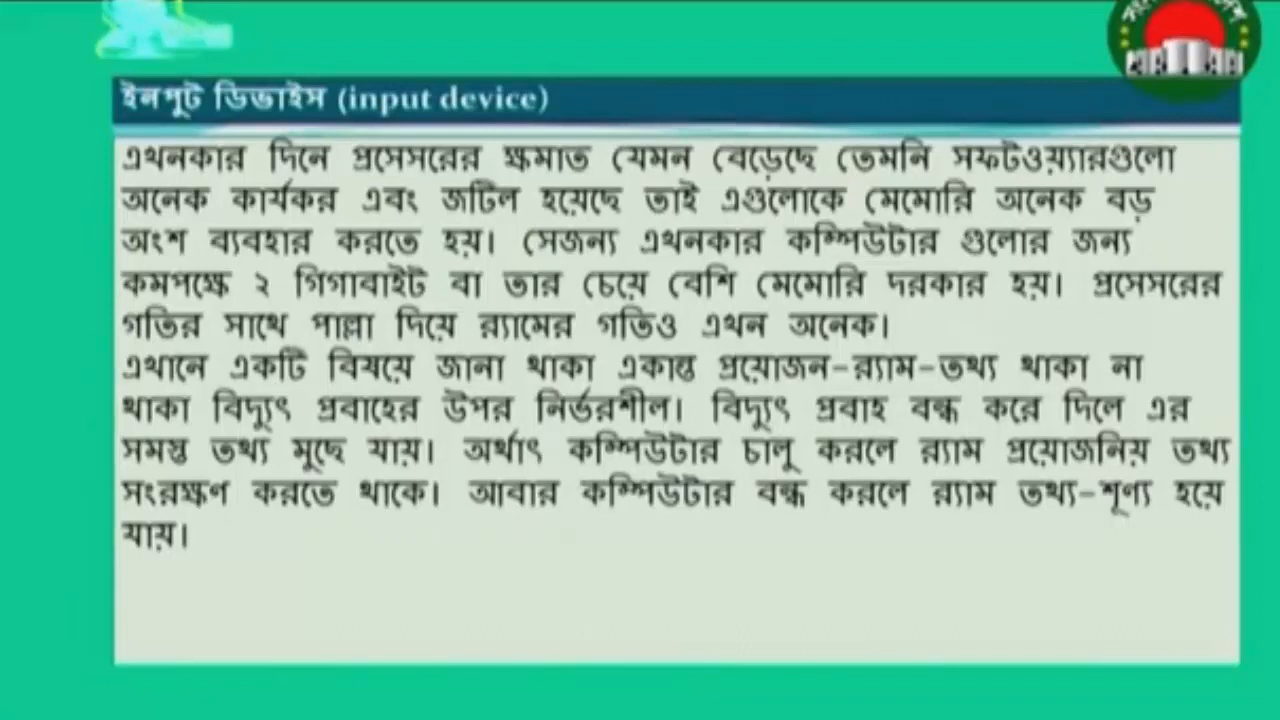 ইনপুট ডিভাইস (input device)
এখনকার দিনে প্রসেসরের ক্ষমাত যেমন বেড়েছে তেমনি সফটওয়্যারগুলো
অনেক কার্যকর এবং জটিল হয়েছে তাই এগুলোকে মেমোরি অনেক বড়
অংশ ব্যবহার করতে হয়। সেজন্য এখনকার কম্পিউটার গুলোর জন্য
কমপক্ষে ২ গিগাবাইট বা তার চেয়ে বেশি মেমোরি দরকার হয়। প্রসেসরের
গতির সাথে পাল্লা দিয়ে র‍্যামের গতিও এখন অনেক।
এখানে একটি বিষয়ে জানা থাকা একান্ত প্রয়োজন-র‍্যাম-তথ্য থাকা না
থাকা বিদ্যুৎ প্রবাহের উপর নির্ভরশীল। বিদ্যুৎ প্রবাহ বন্ধ করে দিলে এর
সমস্ত তথ্য মুছে যায়। অর্থাৎ কম্পিউটার চালু করলে র‍্যাম প্রয়োজনিয় তথ্য
সংরক্ষণ করতে থাকে। আবার কম্পিউটার বন্ধ করলে র‍্যাম তথ্য-শূণ্য হয়ে
যায়।